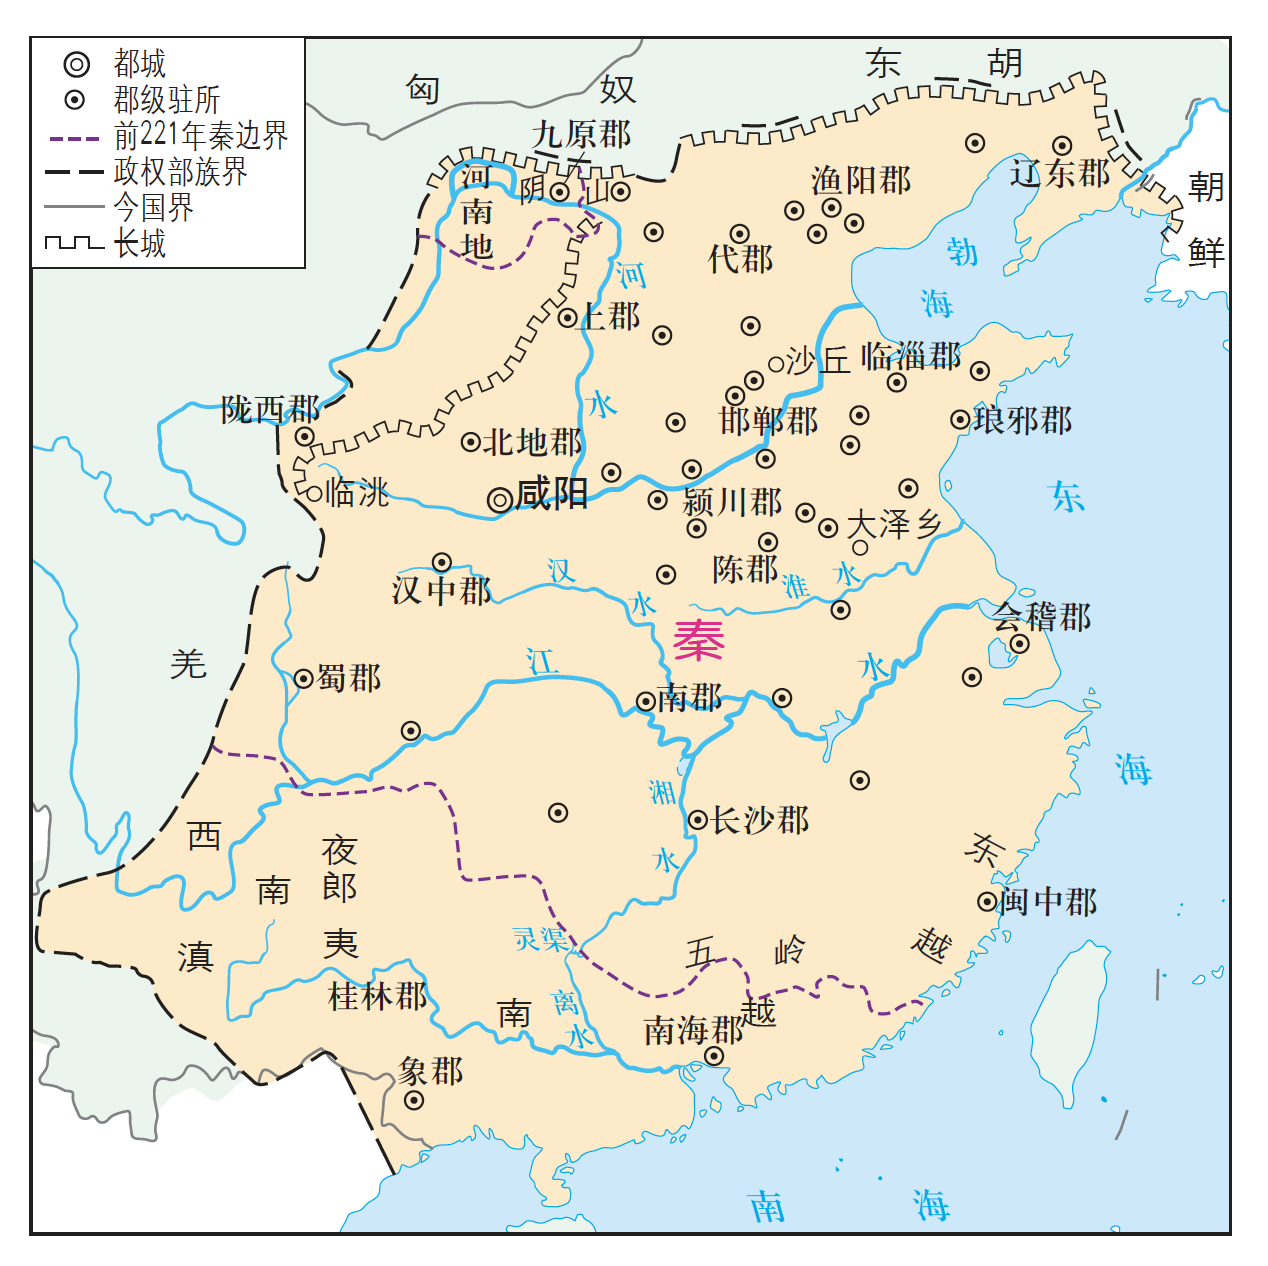 都城
郡级驻所
前221年秦边界
政权部族界
今国界
长城
匈奴
东胡
九原郡
河南地
阴山
渔阳郡
辽东郡
朝鲜
代郡
勃海
河水
上郡
沙丘
临淄郡
陇西郡
邯郸郡
琅邪郡
北地郡
临洮
咸阳
颍川郡
大泽乡
东海
汉中郡
汉水
陈郡
淮水
秦
会稽郡
羌
蜀郡
江水
南郡
湘水
长沙郡
西南夷
夜郎
滇
东越
闽中郡
灵渠
五岭
桂林郡
离水
南越
南海郡
象郡
南海